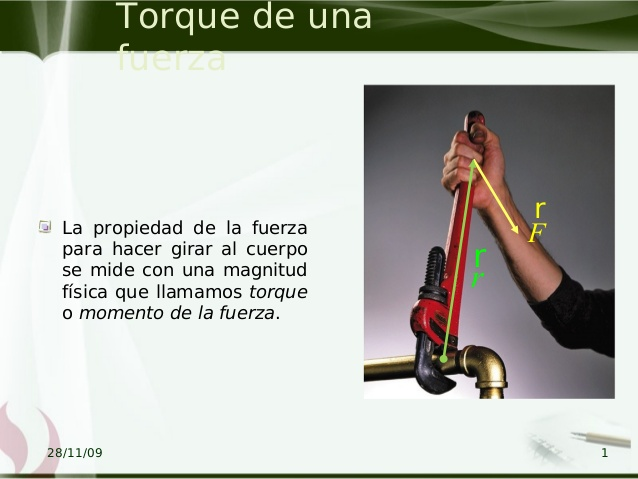 Torque de una
fuerza
La propiedad de la fuerza
para hacer girar al cuerpo
se mide con una magnitud
física que llamamos torque
o momento de la fuerza.
r
F
r
r
28/11/09
1